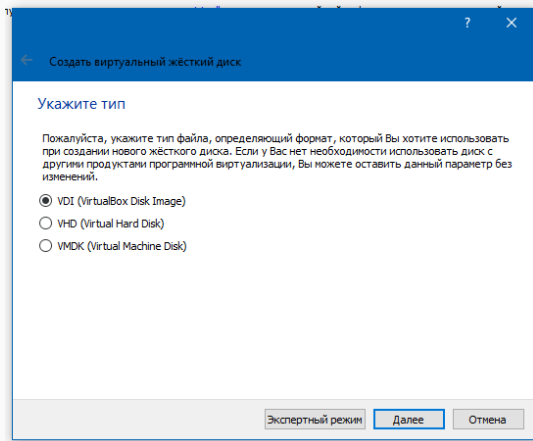 ?
Создать виртуальный жёсткий диск
Укажите тип
Пожалуйста, укажите тип файла, определяющий формат, который Вы хотите использовать
при создании нового жёсткого диска. Если у Вас нет необходимости использовать диск с
другими продуктами программной виртуализации, Вы можете оставить данный параметр без
изменений.
VDI (VirtualBox Disk Image)
VHD (Virtual Hard Disk)
VMDK (Virtual Machine Disk)
Экспертный режим Далее Отмена